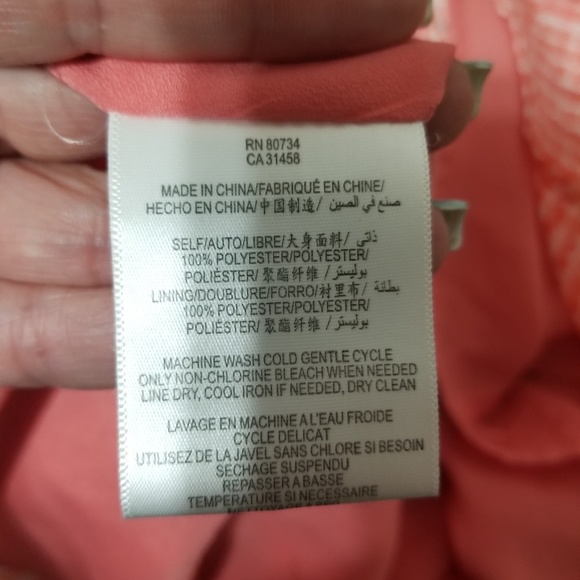 RN 80734
CA 31458
MADE IN CHINA/FABRIQUÉ EN CHINE/
HECHO EN CHINA/中国制造/ صنع في الصين
SELF/AUTO/LIBRE/大身面料/ ذاتي
100% POLYESTER/POLYESTER/
POLIÉSTER/ 聚酯纤维 / بوليستر
LINING/DOUBLURE/FORRO/衬里布/ بطانة
100% POLYESTER/POLYESTER/
POLIÉSTER/ 聚酯纤维 / بوليستر
MACHINE WASH COLD GENTLE CYCLE
ONLY NON-CHLORINE BLEACH WHEN NEEDED
LINE DRY, COOL IRON IF NEEDED, DRY CLEAN
LAVAGE EN MACHINE A L'EAU FROIDE
CYCLE DELICAT
UTILISEZ DE LA JAVEL SANS CHLORE SI BESOIN
SECHAGE SUSPENDU
REPASSER A BASSE
TEMPERATURE SI NECESSAIRE